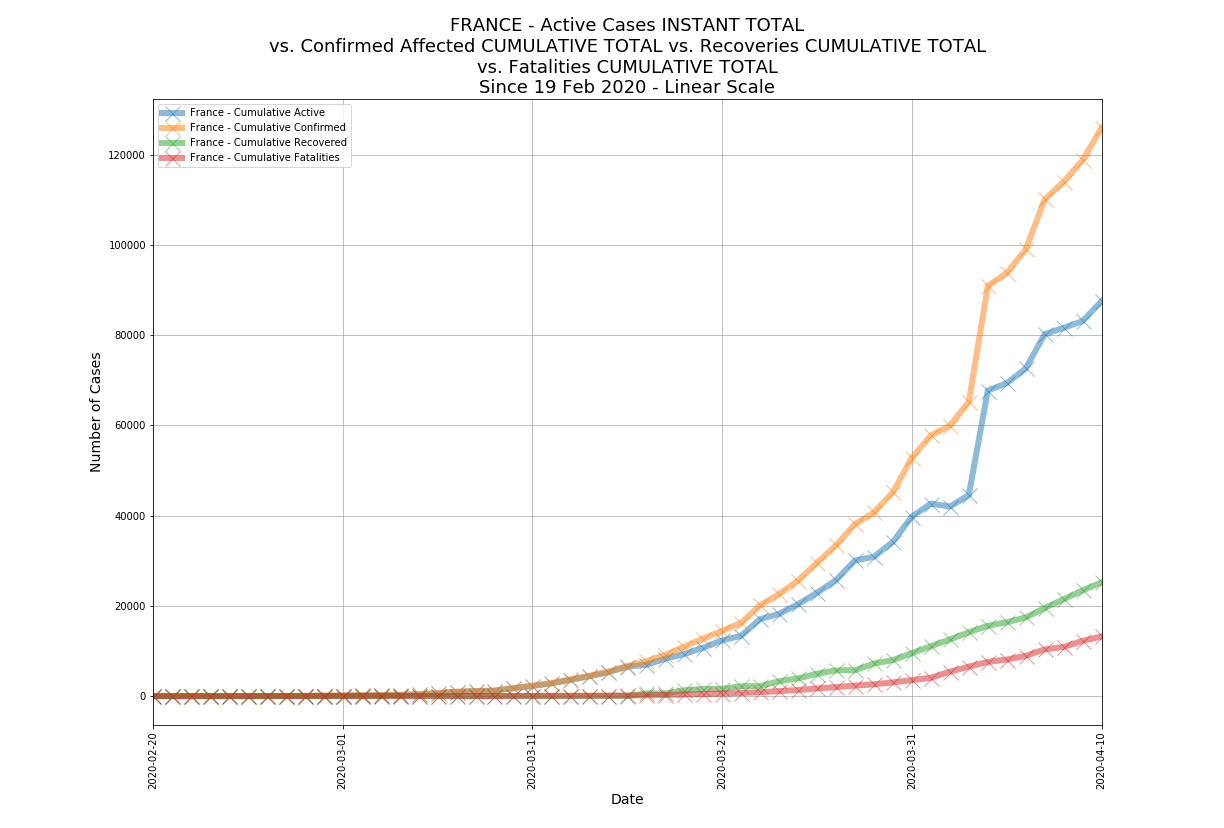 FRANCE - Active Cases INSTANT TOTAL
vs. Confirmed Affected CUMULATIVE TOTAL vs. Recoveries CUMULATIVE TOTAL
vs. Fatalities CUMULATIVE TOTAL
Since 19 Feb 2020 - Linear Scale
France - Cumulative Active
France - Cumulative Confirmed
France - Cumulative Recovered
France - Cumulative Fatalities
Number of Cases
120000
100000
80000
60000
40000
20000
0
2020-02-20
2020-03-01
2020-03-11
2020-03-21
2020-03-31
2020-04-10
Date